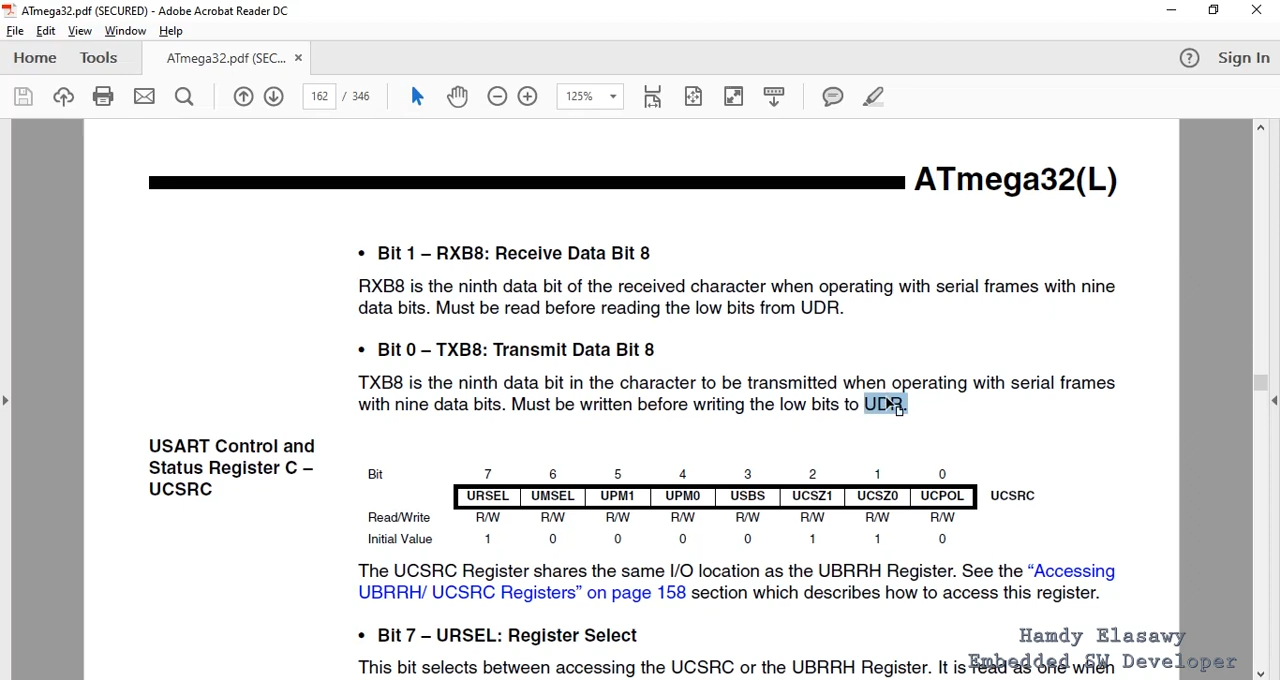 ATmega32.pdf (SECURED) - Adobe Acrobat Reader DC
File Edit View Window Help
Home Tools ATmega32.pdf (SEC... × ? Sign In
162 / 346 125%
ATmega32(L)
• Bit 1 – RXB8: Receive Data Bit 8
RXB8 is the ninth data bit of the received character when operating with serial frames with nine
data bits. Must be read before reading the low bits from UDR.
• Bit 0 – TXB8: Transmit Data Bit 8
TXB8 is the ninth data bit in the character to be transmitted when operating with serial frames
with nine data bits. Must be written before writing the low bits to UDR.
USART Control and
Status Register C –
UCSRC
Bit 7 6 5 4 3 2 1 0
URSEL UMSEL UPM1 UPM0 USBS UCSZ1 UCSZ0 UCPOL UCSRC
Read/Write R/W R/W R/W R/W R/W R/W R/W R/W
Initial Value 1 0 0 0 0 1 1 0
The UCSRC Register shares the same I/O location as the UBRRH Register. See the “Accessing
UBRRH/ UCSRC Registers” on page 158 section which describes how to access this register.
• Bit 7 – URSEL: Register Select
This bit selects between accessing the UCSRC or the UBRRH Register. It is read as one when
Hamdy Elasawy
Embedded SW Developer